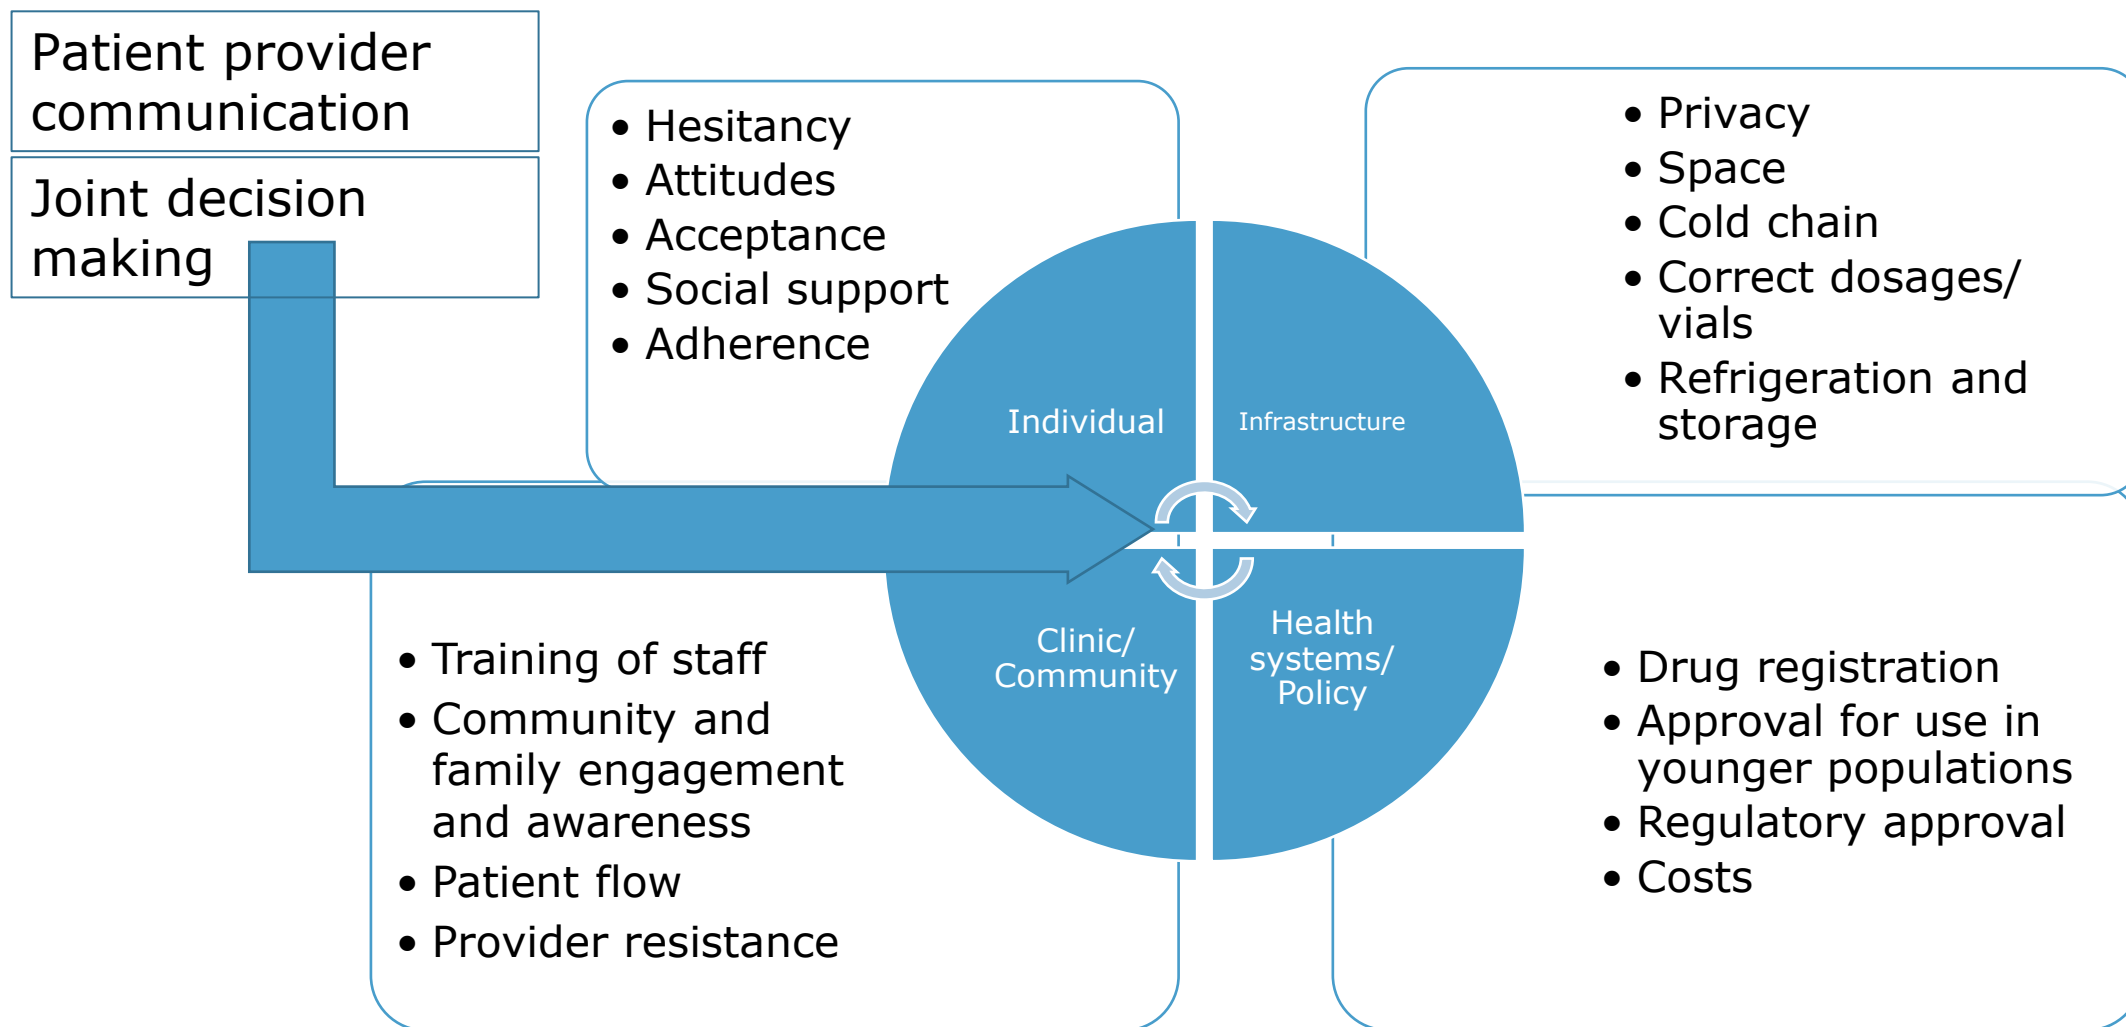 Patient provider
communication
Joint decision
making
• Hesitancy
• Attitudes
• Acceptance
• Social support
• Adherence
• Privacy
• Space
• Cold chain
• Correct dosages/
vials
• Refrigeration and
storage
Individual
Infrastructure
Clinic/
Community
Health
systems/
Policy
• Training of staff
• Community and
family engagement
and awareness
• Patient flow
• Provider resistance
• Drug registration
• Approval for use in
younger populations
• Regulatory approval
• Costs